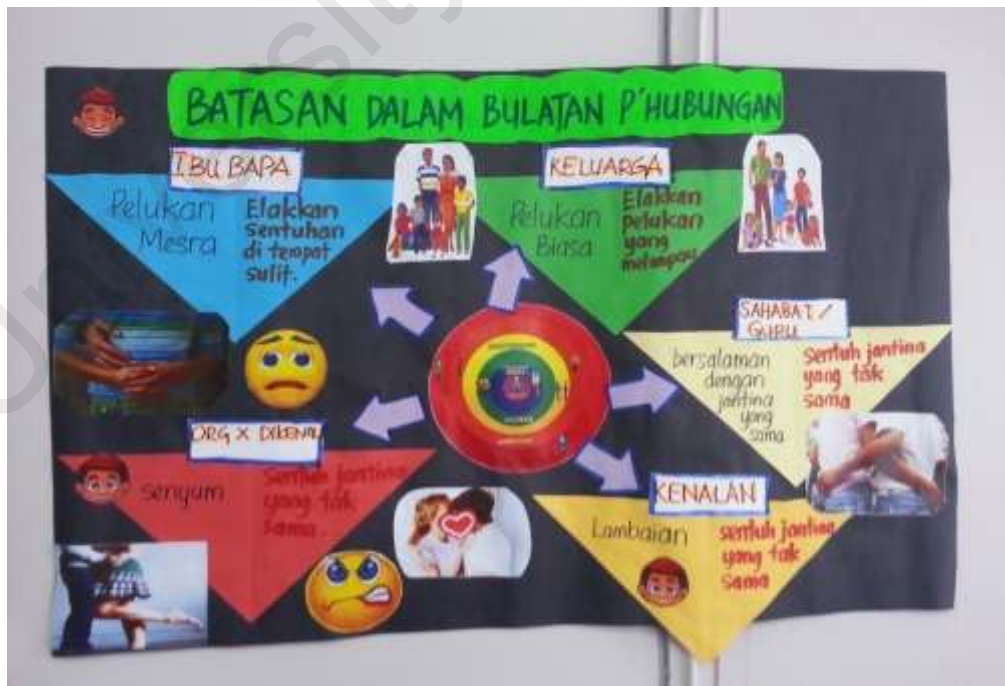 BATASAN DALAM BULATAN P'HUBUNGAN
IBU BAPA
Pelukan
Mesra
Elakkan
Sentuhan
di tempat
sulit.
KELUARGA
Pelukan
Biasa
Elakkan
pelukan
yang
melampau
SAHABAT/
GURU
bersalaman
dengan
jantina
yang
sama
Sentuh jantina
yang tak
sama
ORG X DIKENALI
senyum
Sentuh jantina
yang tak
sama.
KENALAN
Lambaian
sentuh jantina
yang tak
sama